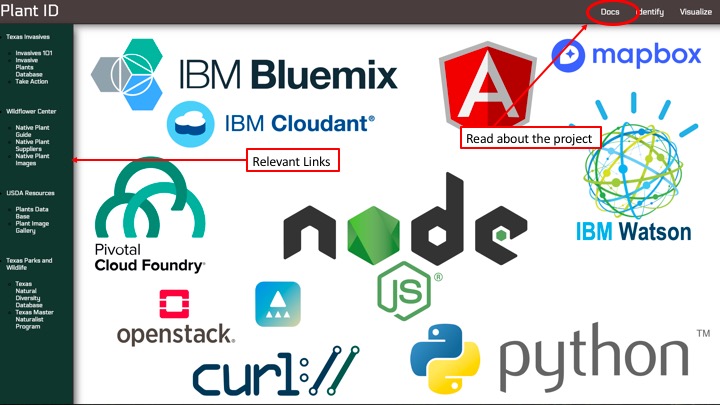 Plant ID
Docs
Identify
Visualize
Texas Invasives
Invasives 101
Invasive
Plants
Database
Take Action
Wildflower Center
Native Plant
Guide
Native Plant
Suppliers
Native Plant
Images
USDA Resources
Plants Data
Base
Plant Image
Gallery
Texas Parks and
Wildlife
Texas
Natural
Diversity
Database
Texas Master
Naturalist
Program
IBM Bluemix
A
mapbox
IBM Cloudant®
Read about the project
Relevant Links
IBM Watson
Pivotal
Cloud Foundry
node
JS®
openstack.
curl://
python™